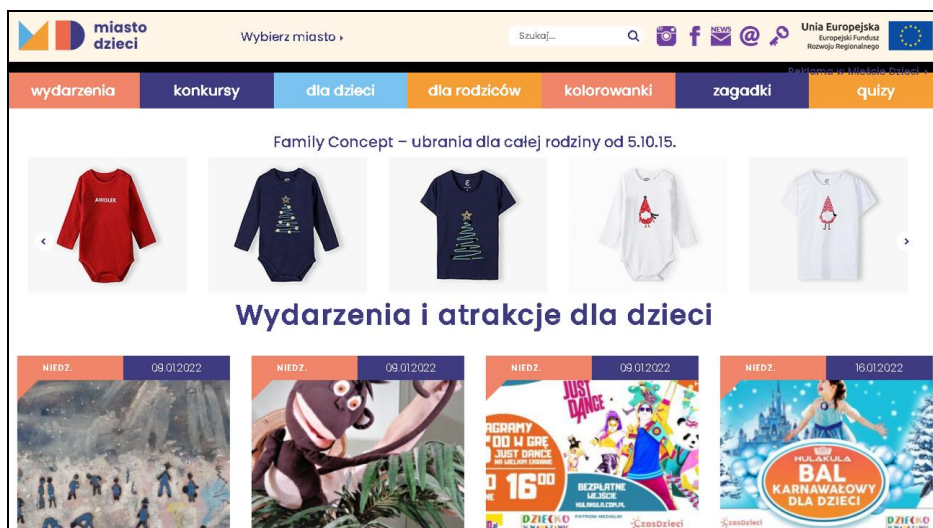 miasto
dzieci
Wybierz miasto ›
Szukaj...
NEWS
Unia Europejska
Europejski Fundusz
Rozwoju Regionalnego
Reklama w Mieście Dzieci ›
wydarzenia konkursy dla dzieci dla rodziców kolorowanki zagadki quizy
Family Concept – ubrania dla całej rodziny od 5.10.15.
ANIOŁEK
Wydarzenia i atrakcje dla dzieci
NIEDZ. 09.01.2022
NIEDZ. 09.01.2022
NIEDZ. 09.01.2022
JUST
DANCE
AGRAMY
W GRĘ
JUST DANCE
NA WIELKIM EKRANIE
16 00
BEZPŁATNE
WEJŚCIE
HULAKULA.COM.PL
PATRONI MEDIALNI
DZIECKO
CzasDzieci
NIEDZ. 16.01.2022
HULAKULA
BAL
KARNAWAŁOWY
DLA DZIECI
CzasDzieci
DZIECKO